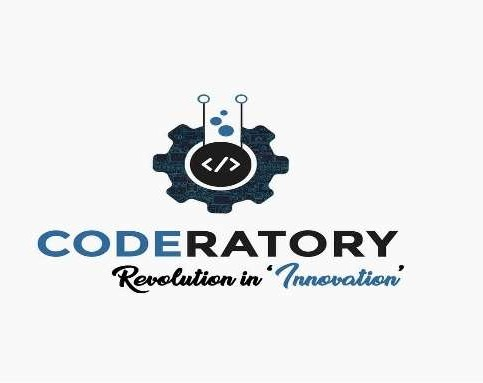 </>
CODERATORY
Revolution in ‘Innovation’